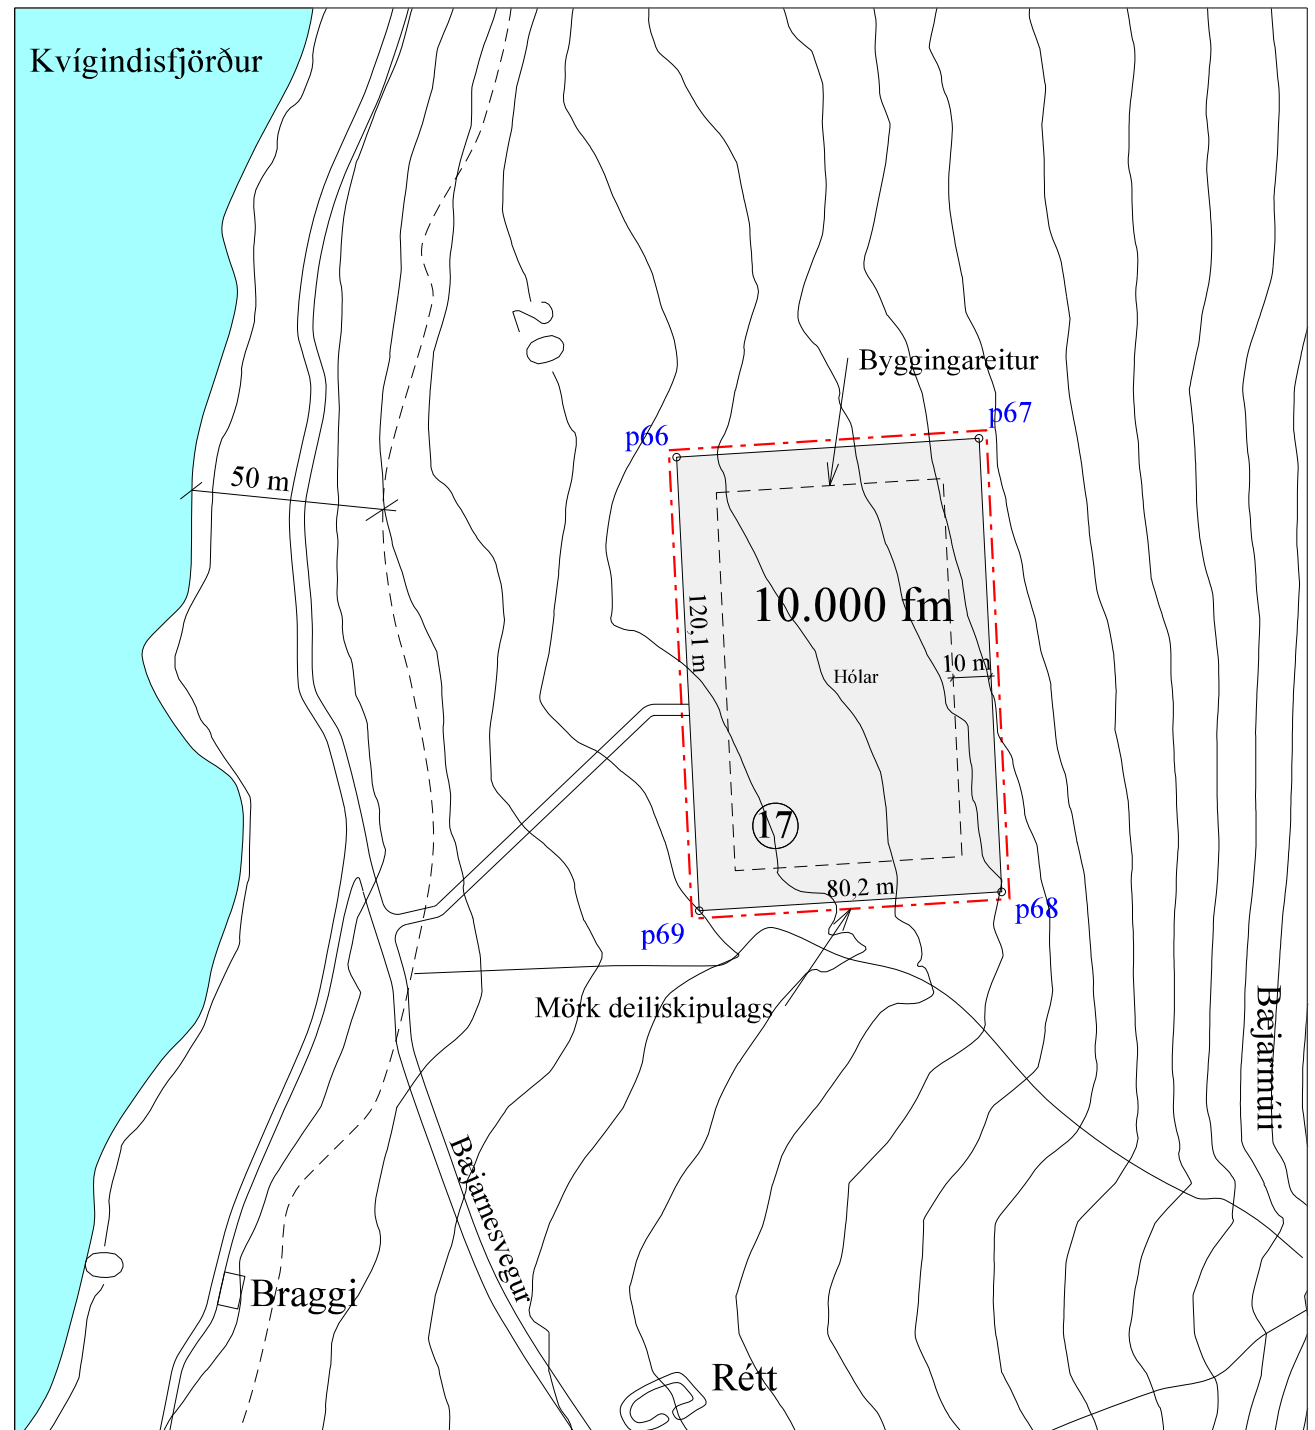 Kvígindisfjörður
20
Byggingareitur
p67
p66
50 m
120,1 m
10.000 fm
10 m
Hólar
17
80,2 m
p68
p69
Mörk deiliskipulags
Bæjarmúli
Bæjarnesvegur
0
Braggi
Rétt